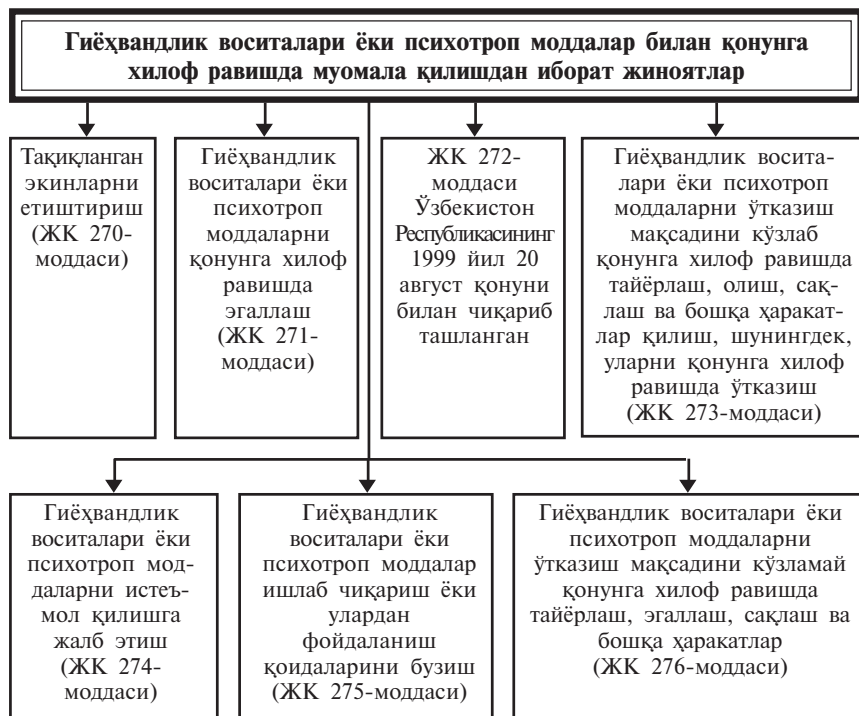 Гиёҳвандлик воситалари ёки психотроп моддалар билан қонунга
хилоф равишда муомала қилишдан иборат жиноятлар
Тақиқланган
экинларни
етиштириш
(ЖК 270-
моддаси)
Гиёҳвандлик
воситалари ёки
психотроп
моддаларни
қонунга хилоф
равишда
эгаллаш
(ЖК 271-
моддаси)
ЖК 272-
моддаси
Ўзбекистон
Республикасининг
1999 йил 20
август қонуни
билан чиқариб
ташланган
Гиёҳвандлик восита-
лари ёки психотроп
моддаларни ўтказиш
мақсадини кўзлаб
қонунга хилоф равишда
тайёрлаш, олиш, сақ-
лаш ва бошқа ҳаракат-
лар қилиш, шунингдек,
уларни қонунга хилоф
равишда ўтказиш
(ЖК 273-моддаси)
Гиёҳвандлик
воситалари ёки
психотроп мод-
даларни истеъ-
мол қилишга
жалб этиш
(ЖК 274-
моддаси)
Гиёҳвандлик
воситалари ёки
психотроп моддалар
ишлаб чиқариш ёки
улардан
фойдаланиш
қоидаларини бузиш
(ЖК 275-моддаси)
Гиёҳвандлик воситалари ёки
психотроп моддаларни
ўтказиш мақсадини кўзламай
қонунга хилоф равишда
тайёрлаш, эгаллаш, сақлаш ва
бошқа ҳаракатлар
(ЖК 276-моддаси)